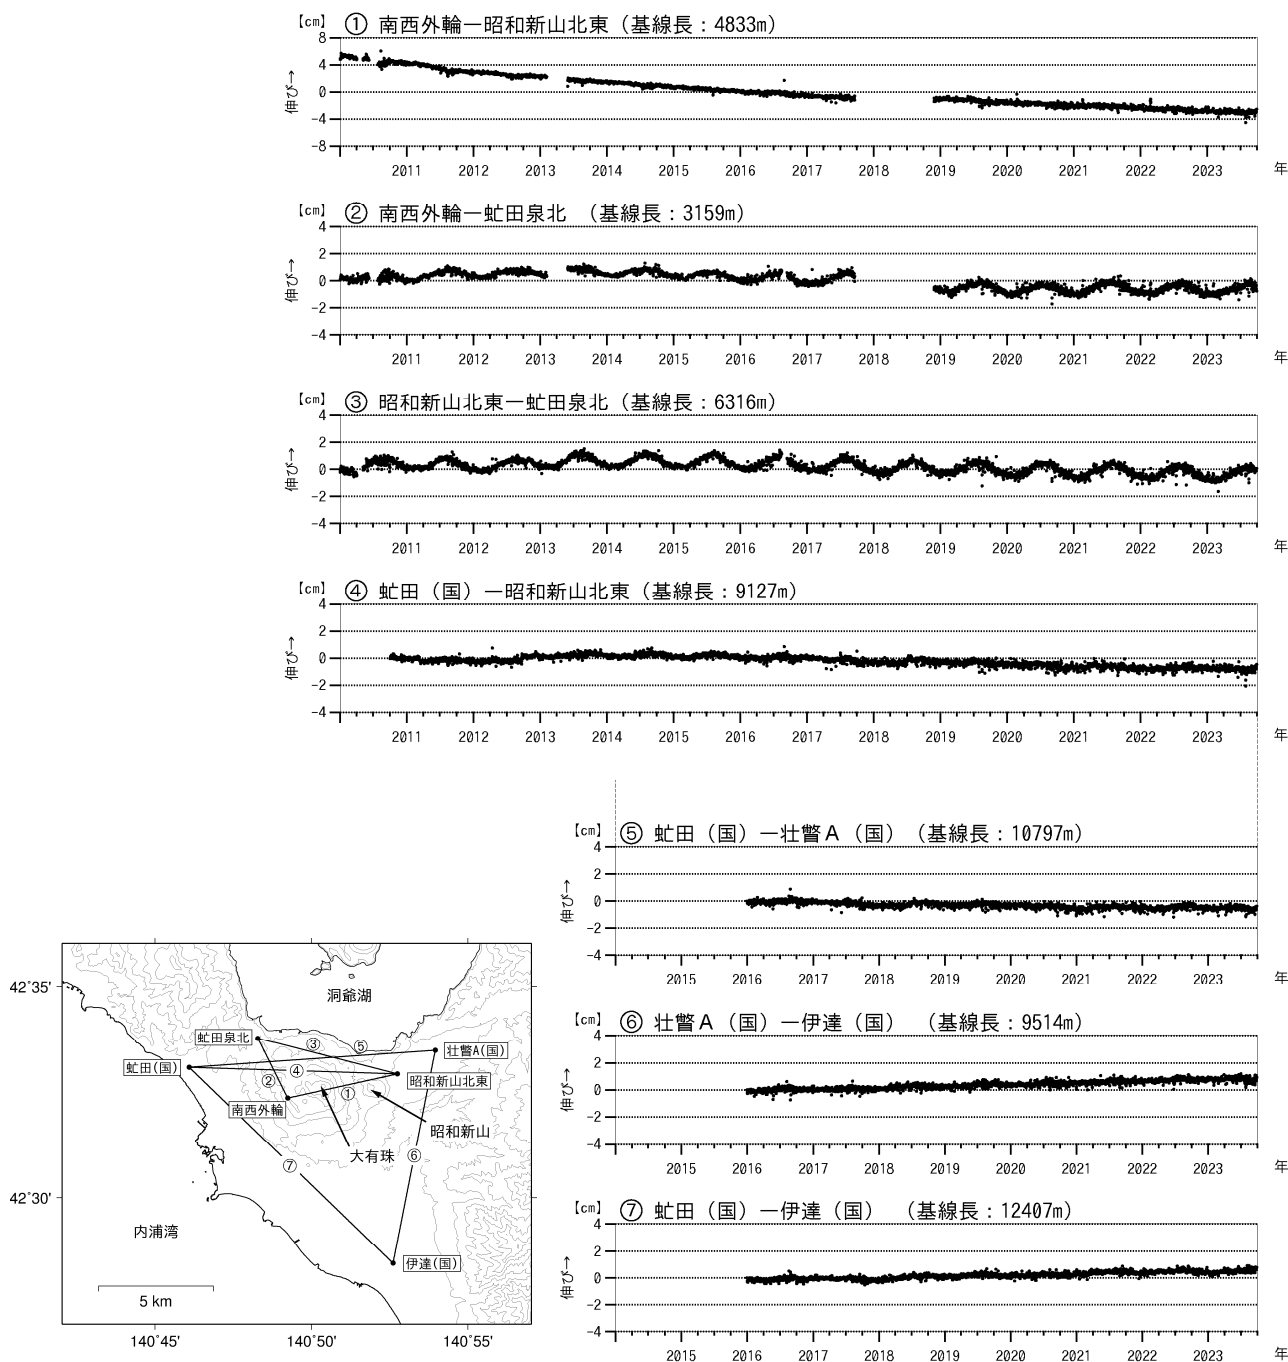 【cm】 ① 南西外輪ー昭和新山北東（基線長：4833m）
8
4
0
-4
-8
伸び→
2011 2012 2013 2014 2015 2016 2017 2018 2019 2020 2021 2022 2023 年
【cm】 ② 南西外輪ー虻田泉北 （基線長：3159m）
4
2
0
-2
-4
伸び→
2011 2012 2013 2014 2015 2016 2017 2018 2019 2020 2021 2022 2023 年
【cm】 ③ 昭和新山北東ー虻田泉北（基線長：6316m）
4
2
0
-2
-4
伸び→
2011 2012 2013 2014 2015 2016 2017 2018 2019 2020 2021 2022 2023 年
【cm】 ④ 虻田（国）ー昭和新山北東（基線長：9127m）
4
2
0
-2
-4
伸び→
2011 2012 2013 2014 2015 2016 2017 2018 2019 2020 2021 2022 2023 年
【cm】 ⑤ 虻田（国）ー壮瞥Ａ（国）（基線長：10797m）
4
2
0
-2
-4
伸び→
2015 2016 2017 2018 2019 2020 2021 2022 2023 年
【cm】 ⑥ 壮瞥Ａ（国）ー伊達（国） （基線長：9514m）
4
2
0
-2
-4
伸び→
2015 2016 2017 2018 2019 2020 2021 2022 2023 年
【cm】 ⑦ 虻田（国）ー伊達（国） （基線長：12407m）
4
2
0
-2
-4
伸び→
2015 2016 2017 2018 2019 2020 2021 2022 2023 年
42˚35'
42˚30'
洞爺湖
虻田泉北
③
⑤
壮瞥A(国)
虻田(国)
④
②
昭和新山北東
①
南西外輪
昭和新山
大有珠
⑥
⑦
内浦湾
伊達(国)
5 km
140˚45' 140˚50' 140˚55'